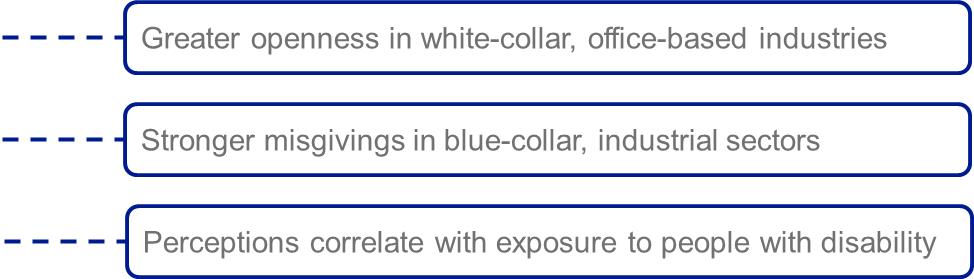 Greater openness in white-collar, office-based industries
Stronger misgivings in blue-collar, industrial sectors
Perceptions correlate with exposure to people with disability